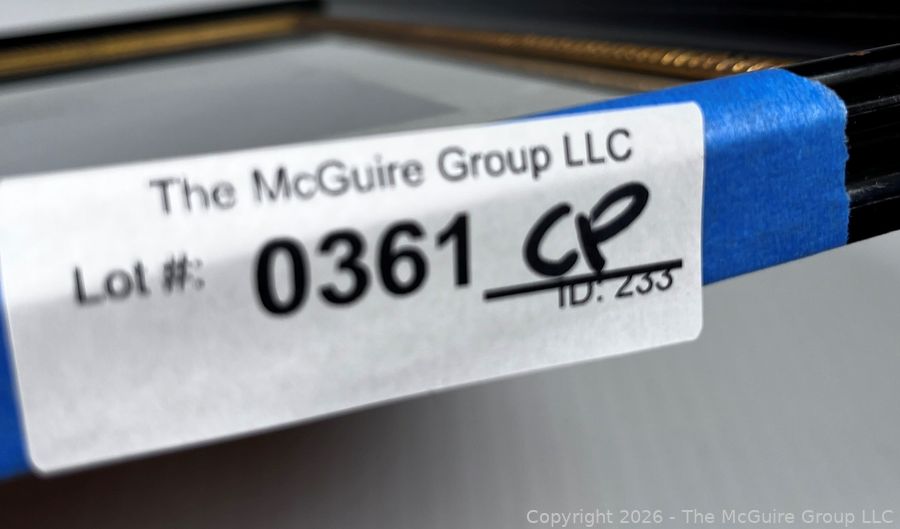 The McGuire Group LLC
Lot #: 0361 CP
ID: 233
Copyright 2026 - The McGuire Group LLC